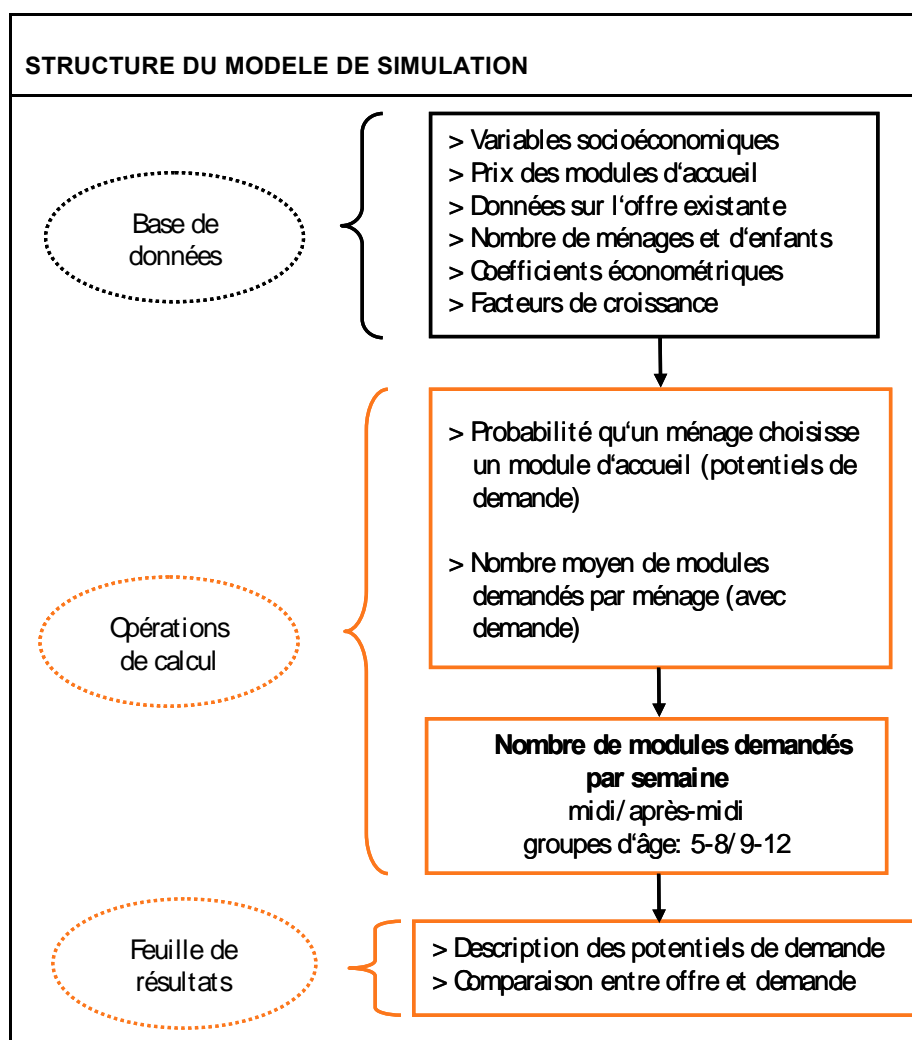 STRUCTURE DU MODELE DE SIMULATION
Base de
données
> Variables socioéconomiques
> Prix des modules d‘accueil
> Données sur l‘offre existante
> Nombre de ménages et d‘enfants
> Coefficients économétriques
> Facteurs de croissance
Opérations
de calcul
> Probabilité qu‘un ménage choisisse
un module d‘accueil (potentiels de
demande)
> Nombre moyen de modules
demandés par ménage (avec
demande)
Nombre de modules demandés
par semaine
midi/après-midi
groupes d‘âge: 5-8/9-12
Feuille de
résultats
> Description des potentiels de demande
> Comparaison entre offre et demande